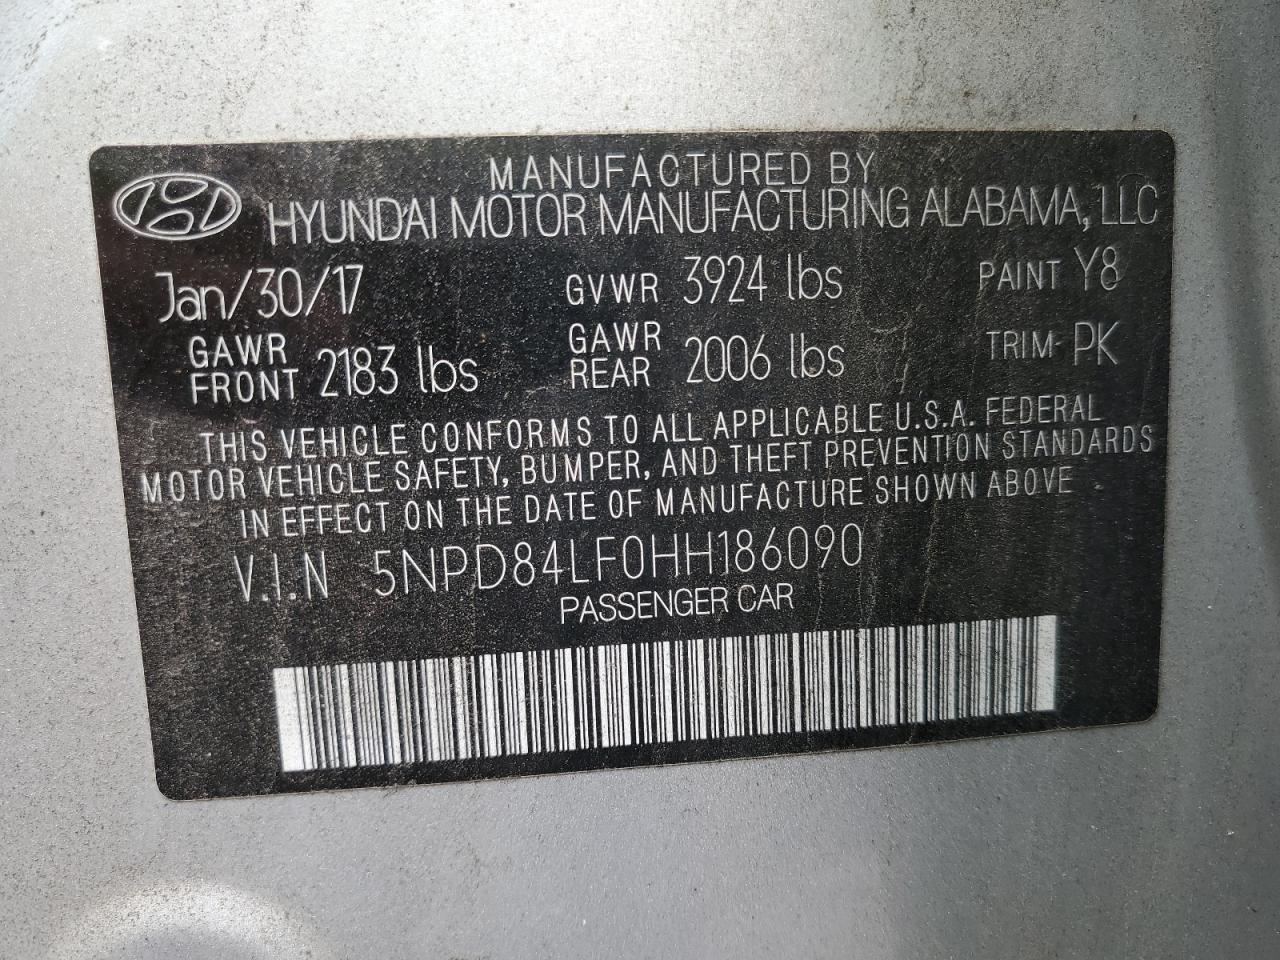 MANUFACTURED BY
HYUNDAI MOTOR MANUFACTURING ALABAMA, LLC
Jan/30/17 GVWR 3924 lbs PAINT Y8
GAWR FRONT 2183 lbs GAWR REAR 2006 lbs TRIM PK
THIS VEHICLE CONFORMS TO ALL APPLICABLE U.S.A. FEDERAL
MOTOR VEHICLE SAFETY, BUMPER, AND THEFT PREVENTION STANDARDS
IN EFFECT ON THE DATE OF MANUFACTURE SHOWN ABOVE
V.I.N 5NPD84LF0HH186090
PASSENGER CAR